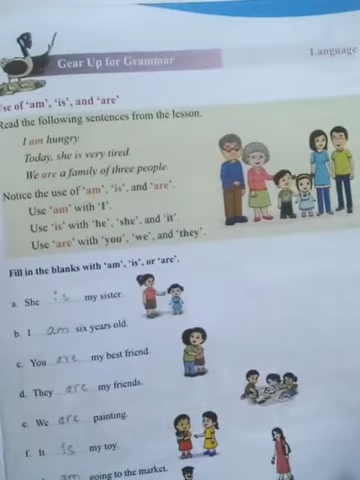 Gear Up for Grammar
Language
Use of 'am', 'is', and 'are'
Read the following sentences from the lesson.
I am hungry.
Today, she is very tired.
We are a family of three people.
Notice the use of 'am', 'is', and 'are'.
Use 'am' with 'I'.
Use 'is' with 'he', 'she', and 'it'.
Use 'are' with 'you', 'we', and 'they'.
Fill in the blanks with 'am', 'is', or 'are'.
a. She is my sister.
b. I am six years old.
c. You are my best friend.
d. They are my friends.
e. We are painting.
f. It is my toy.
am going to the market.